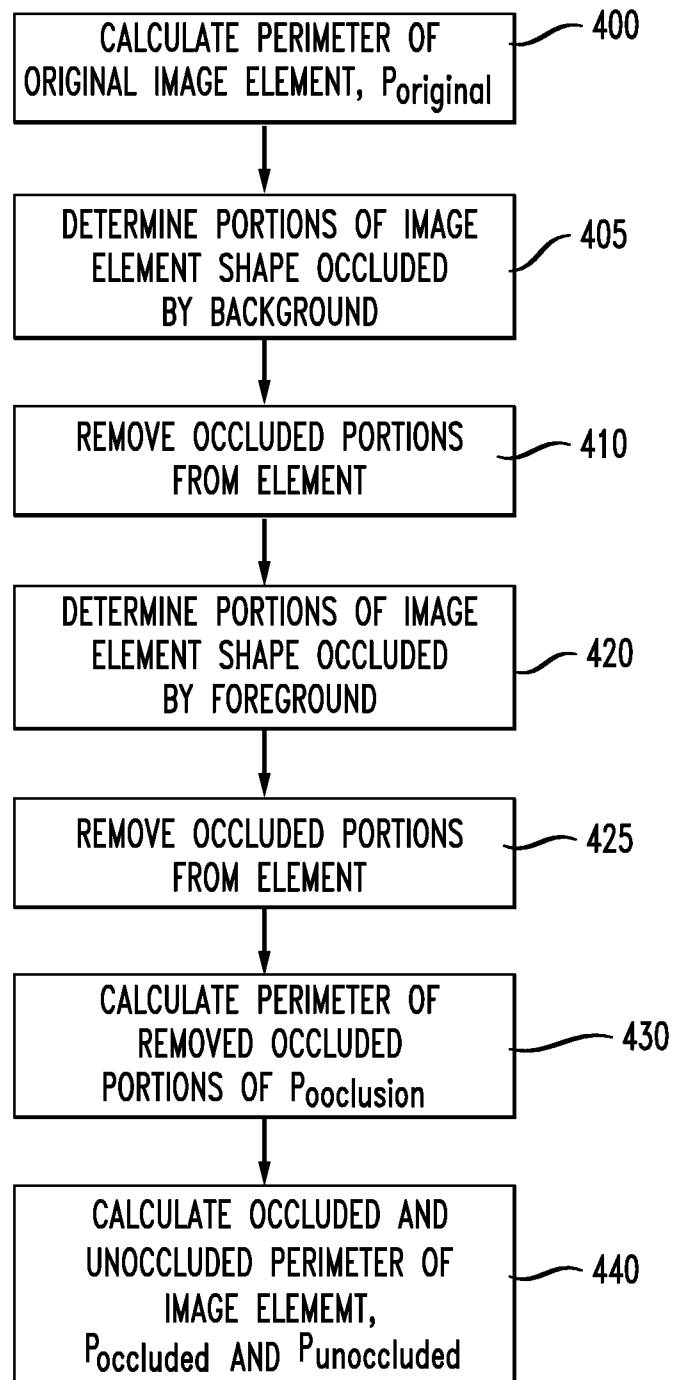 CALCULATE PERIMETER OF
ORIGINAL IMAGE ELEMENT, Poriginal
400
DETERMINE PORTIONS OF IMAGE
ELEMENT SHAPE OCCLUDED
BY BACKGROUND
405
REMOVE OCCLUDED PORTIONS
FROM ELEMENT
410
DETERMINE PORTIONS OF IMAGE
ELEMENT SHAPE OCCLUDED
BY FOREGROUND
420
REMOVE OCCLUDED PORTIONS
FROM ELEMENT
425
CALCULATE PERIMETER OF
REMOVED OCCLUDED
PORTIONS OF Pooclusion
430
CALCULATE OCCLUDED AND
UNOCCLUDED PERIMETER OF
IMAGE ELEMEMT,
Poccluded AND Punoccluded
440